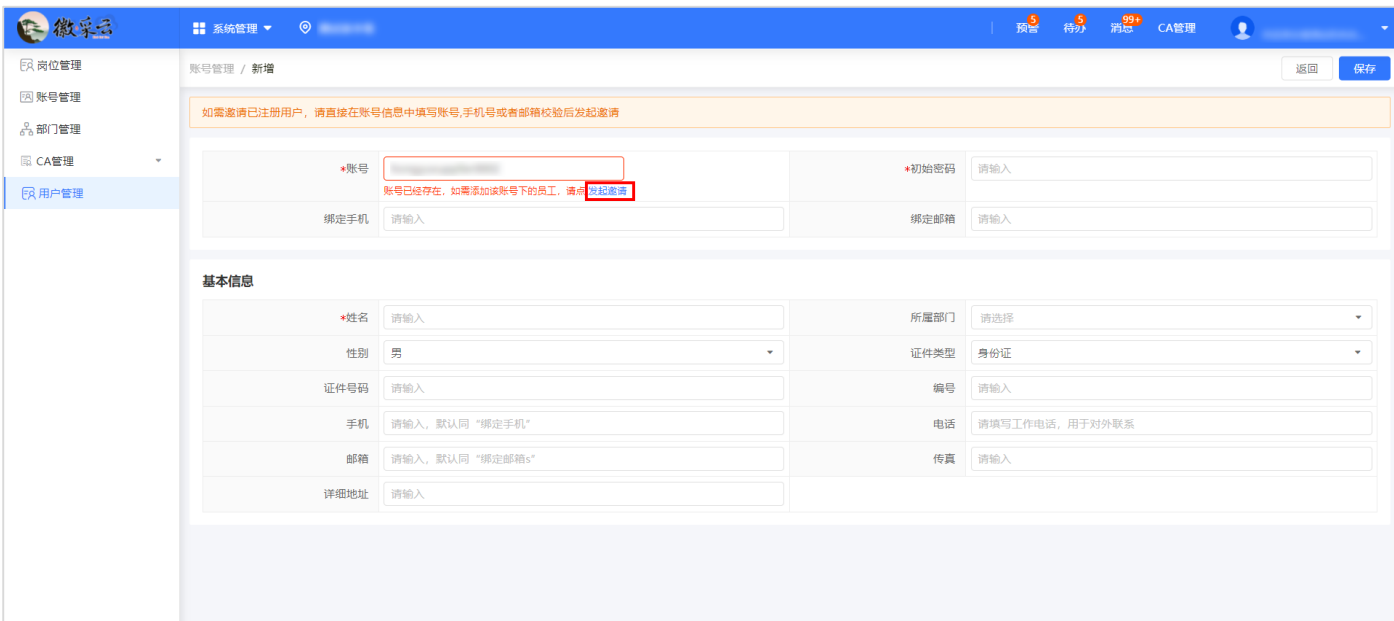 徽采云 系统管理 预警 5 待办 5 消息 99+ CA管理
岗位管理
账号管理
部门管理
CA管理
用户管理
账号管理 / 新增 返回 保存
如需邀请已注册用户，请直接在账号信息中填写账号,手机号或者邮箱校验后发起邀请
*账号 *初始密码 请输入
账号已经存在，如需添加该账号下的员工，请点 发起邀请
绑定手机 请输入 绑定邮箱 请输入
基本信息
*姓名 请输入 所属部门 请选择
性别 男 证件类型 身份证
证件号码 请输入 编号 请输入
手机 请输入，默认同 “绑定手机” 电话 请填写工作电话，用于对外联系
邮箱 请输入，默认同 “绑定邮箱s” 传真 请输入
详细地址 请输入